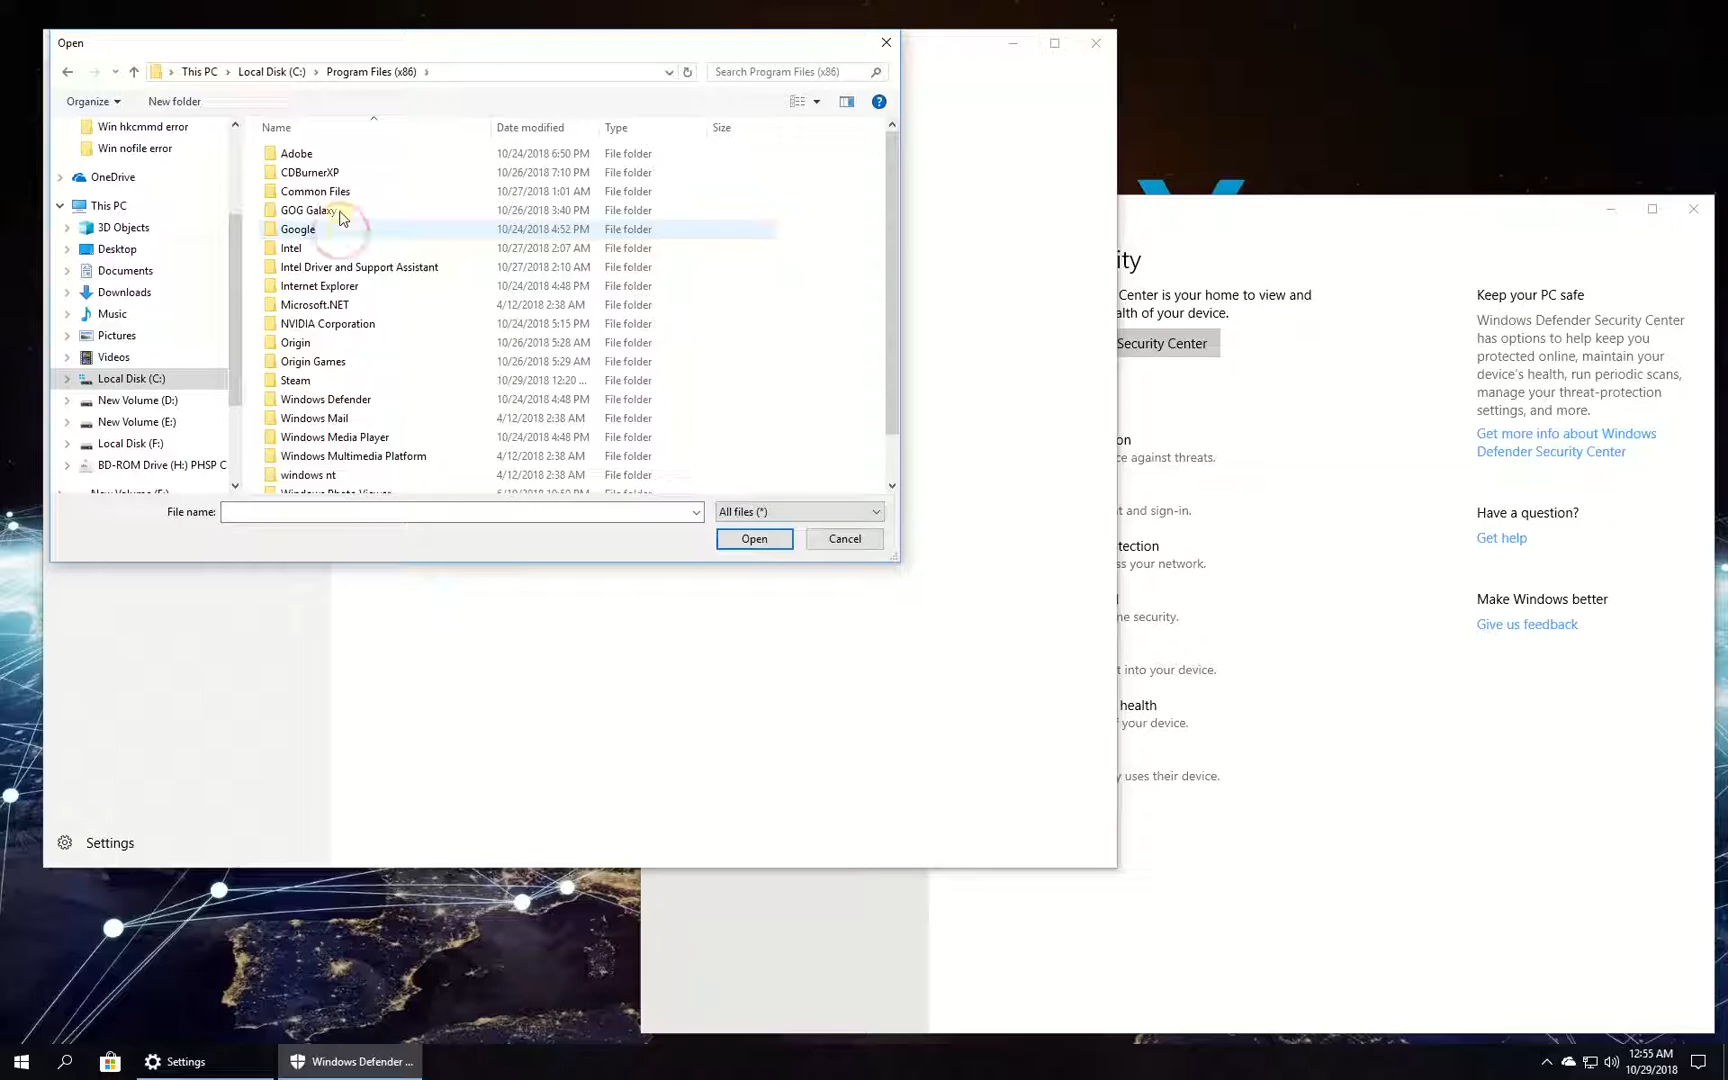 Open
This PC > Local Disk (C:) > Program Files (x86) >
Search Program Files (x86)
Organize
New folder
Win hkcmmd error
Win nofile error
OneDrive
This PC
3D Objects
Desktop
Documents
Downloads
Music
Pictures
Videos
Local Disk (C:)
New Volume (D:)
New Volume (E:)
Local Disk (F:)
BD-ROM Drive (H:) PHSP C
Name Date modified Type Size
Adobe 10/24/2018 6:50 PM File folder
CDBurnerXP 10/26/2018 7:10 PM File folder
Common Files 10/27/2018 1:01 AM File folder
GOG Galaxy 10/26/2018 3:40 PM File folder
Google 10/24/2018 4:52 PM File folder
Intel 10/27/2018 2:07 AM File folder
Intel Driver and Support Assistant 10/27/2018 2:10 AM File folder
Internet Explorer 10/24/2018 4:48 PM File folder
Microsoft.NET 4/12/2018 2:38 AM File folder
NVIDIA Corporation 10/24/2018 5:15 PM File folder
Origin 10/26/2018 5:28 AM File folder
Origin Games 10/26/2018 5:29 AM File folder
Steam 10/29/2018 12:20 ... File folder
Windows Defender 10/24/2018 4:48 PM File folder
Windows Mail 4/12/2018 2:38 AM File folder
Windows Media Player 10/24/2018 4:48 PM File folder
Windows Multimedia Platform 4/12/2018 2:38 AM File folder
windows nt 4/12/2018 2:38 AM File folder
File name:
All files (*)
Open
Cancel
Settings
ity
Center is your home to view and
alth of your device.
Security Center
on
ce against threats.
t and sign-in.
tection
ss your network.
ne security.
t into your device.
health
f your device.
y uses their device.
Keep your PC safe
Windows Defender Security Center
has options to help keep you
protected online, maintain your
device's health, run periodic scans,
manage your threat-protection
settings, and more.
Get more info about Windows
Defender Security Center
Have a question?
Get help
Make Windows better
Give us feedback
Settings
Windows Defender ...
12:55 AM
10/29/2018